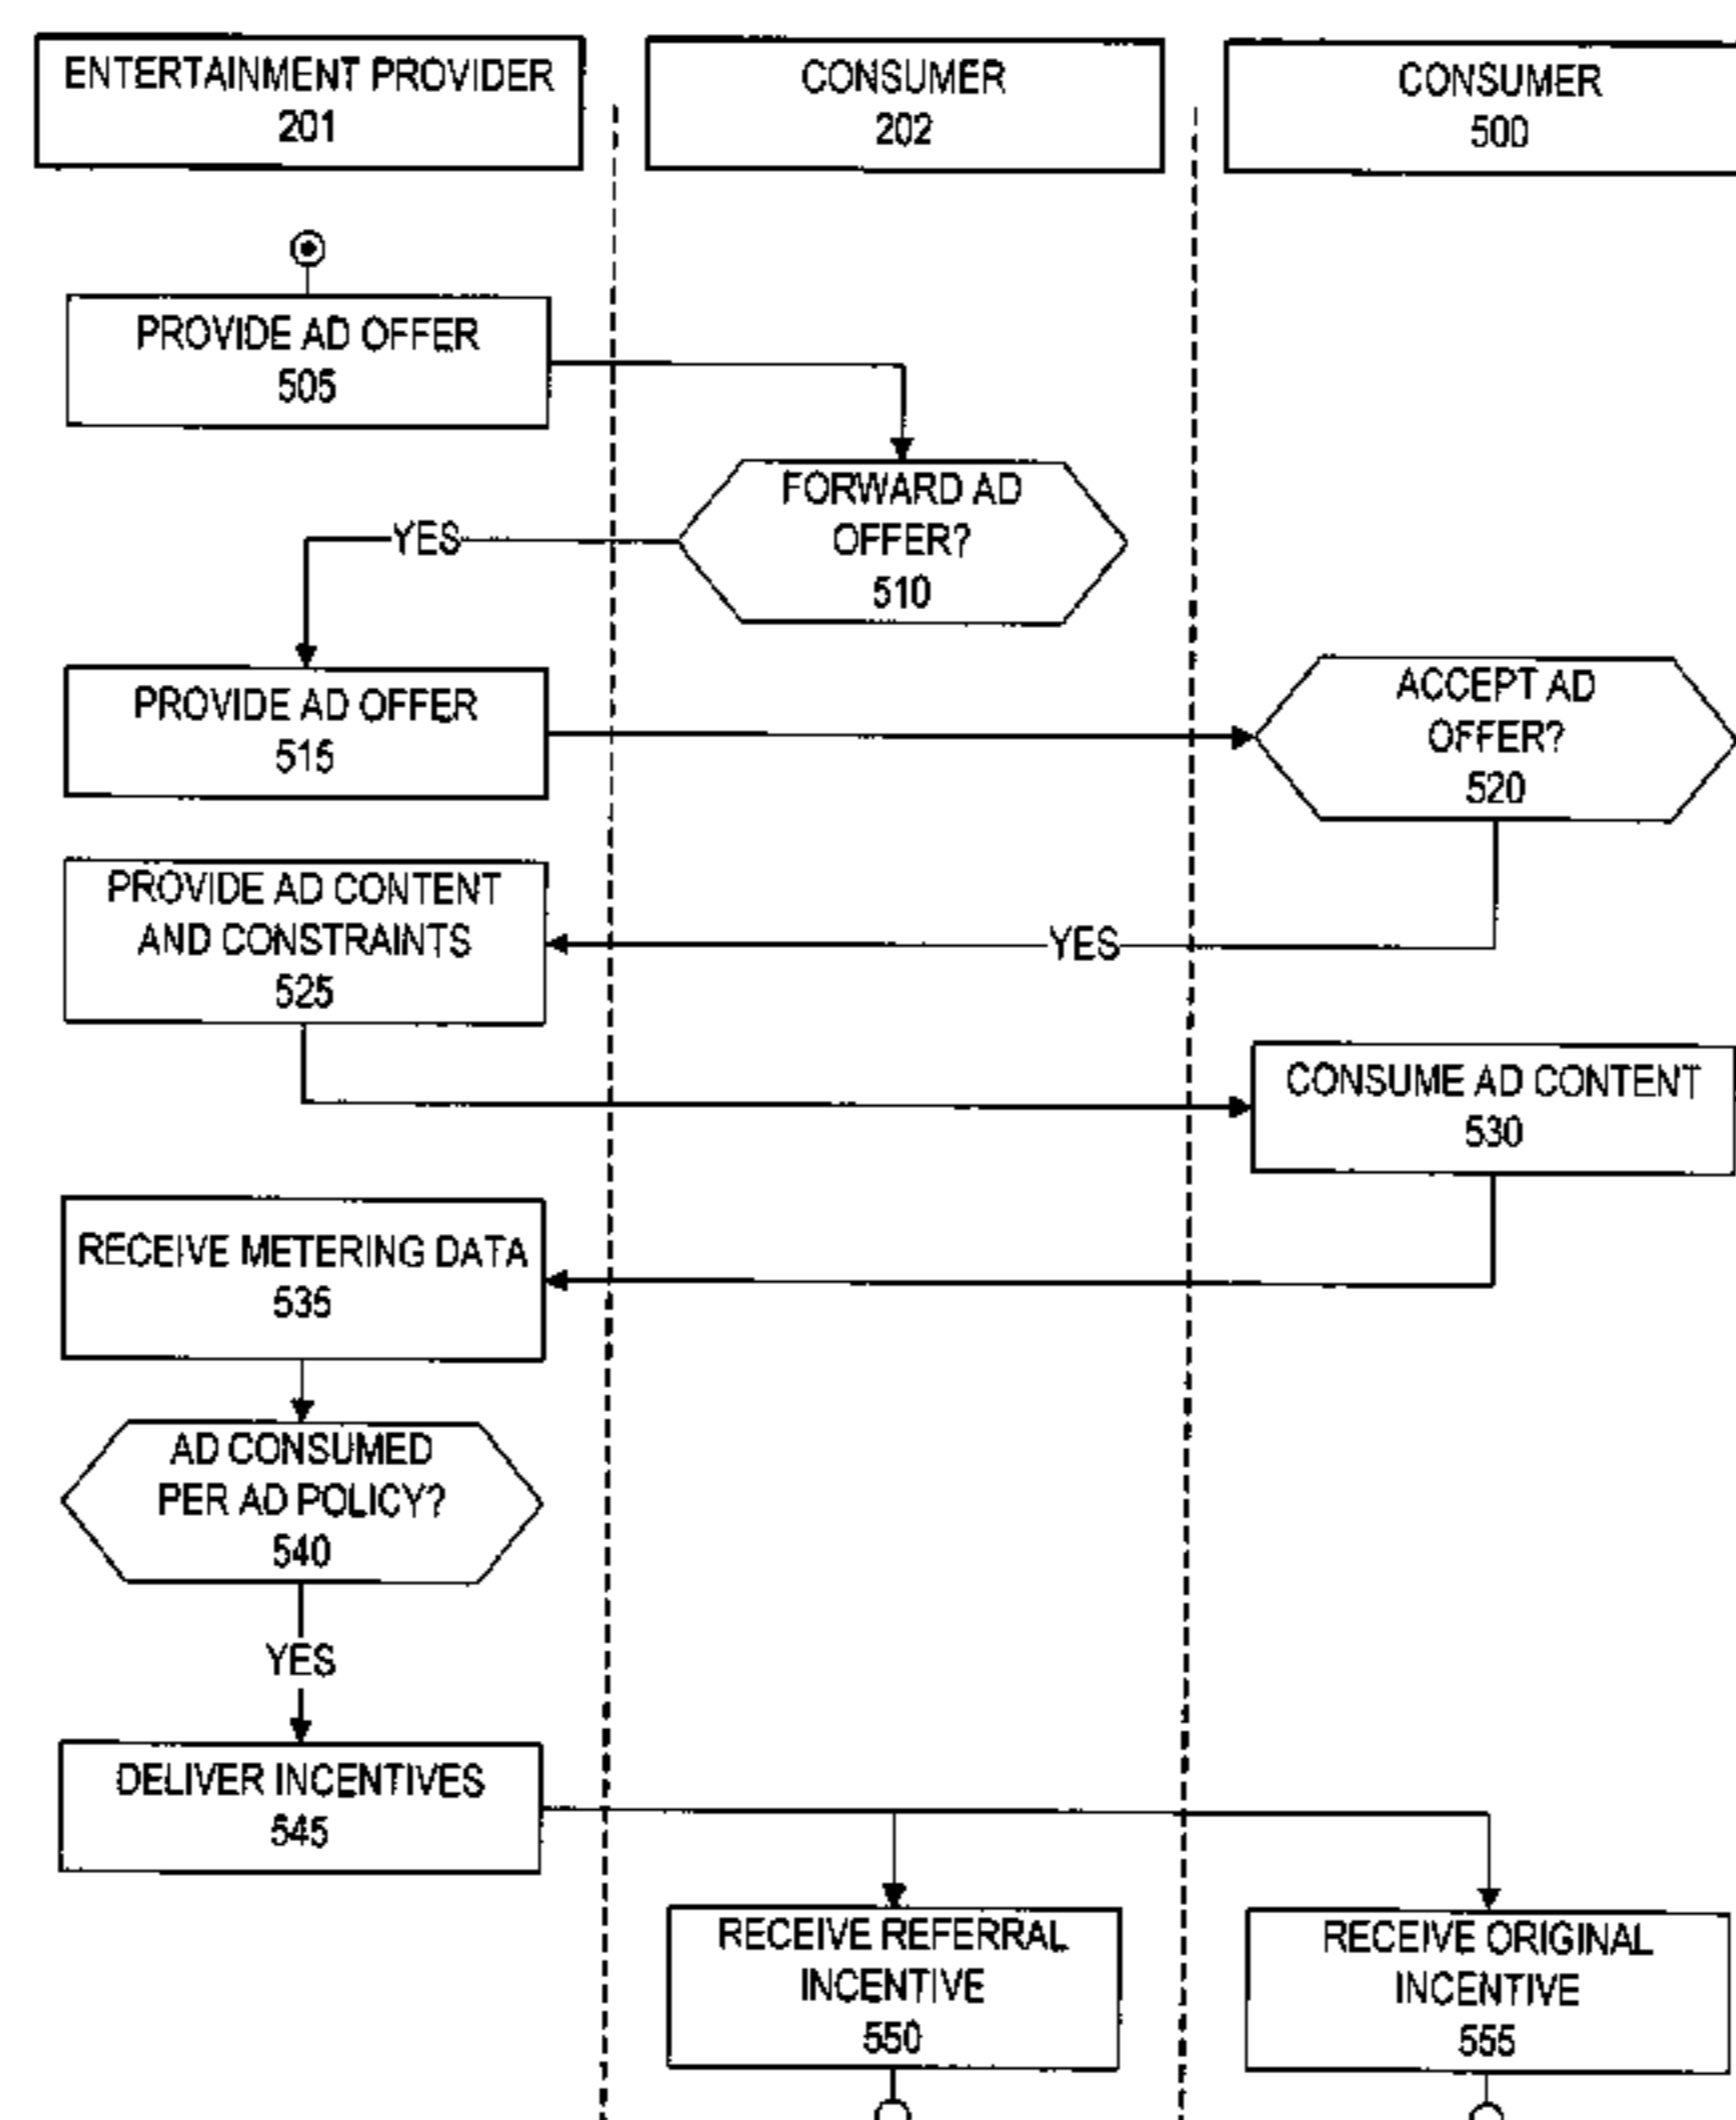 ENTERTAINMENT PROVIDER
201
CONSUMER
202
CONSUMER
500
PROVIDE AD OFFER
505
FORWARD AD
OFFER?
510
YES
PROVIDE AD OFFER
515
ACCEPT AD
OFFER?
520
PROVIDE AD CONTENT
AND CONSTRAINTS
525
YES
CONSUME AD CONTENT
530
RECEIVE METERING DATA
535
AD CONSUMED
PER AD POLICY?
540
YES
DELIVER INCENTIVES
545
RECEIVE REFERRAL
INCENTIVE
550
RECEIVE ORIGINAL
INCENTIVE
555